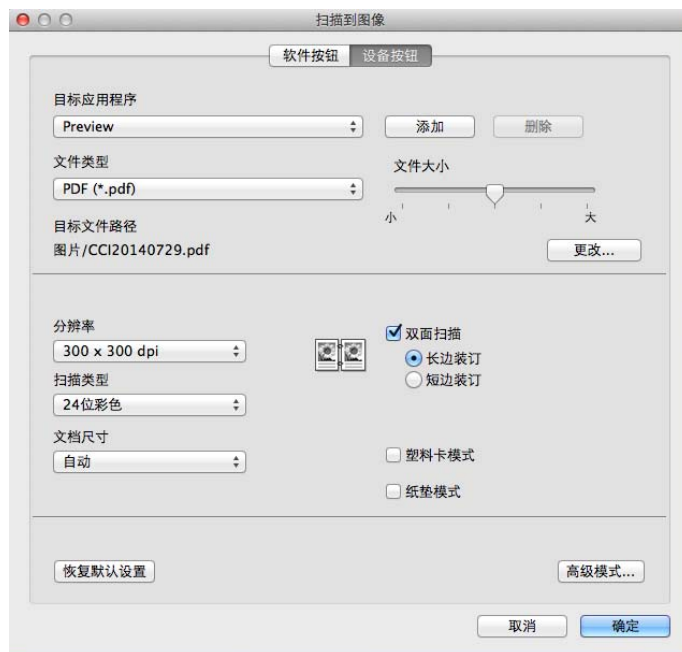 扫描到图像
软件按钮 设备按钮
目标应用程序
Preview 添加 删除
文件类型 文件大小
PDF (*.pdf)
小 大
目标文件路径
图片/CCI20140729.pdf 更改...
分辨率 双面扫描
300 x 300 dpi 长边装订
扫描类型 短边装订
24位彩色
文档尺寸
自动 塑料卡模式
纸垫模式
恢复默认设置 高级模式...
取消 确定